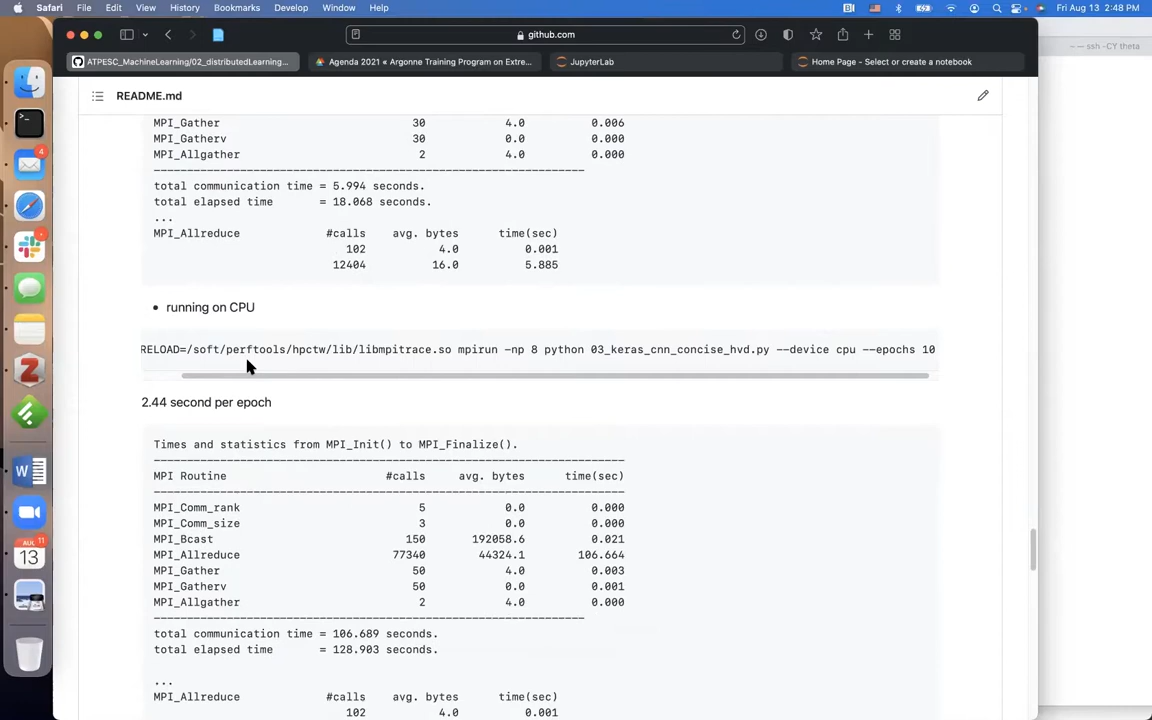 Safari File Edit View History Bookmarks Develop Window Help Fri Aug 13 2:48 PM
github.com
-- ssh -CY theta
ATPESC_MachineLearning/02_distributedLearning... Agenda 2021 « Argonne Training Program on Extre... JupyterLab Home Page - Select or create a notebook
README.md
MPI_Gather 30 4.0 0.006
MPI_Gatherv 30 0.0 0.000
MPI_Allgather 2 4.0 0.000
-----------------------------------------------------------------
total communication time = 5.994 seconds.
total elapsed time = 18.068 seconds.
...
MPI_Allreduce #calls avg. bytes time(sec)
102 4.0 0.001
12404 16.0 5.885
• running on CPU
RELOAD=/soft/perftools/hpctw/lib/libmpitrace.so mpirun -np 8 python 03_keras_cnn_concise_hvd.py --device cpu --epochs 10
2.44 second per epoch
Times and statistics from MPI_Init() to MPI_Finalize().
-----------------------------------------------------------------------
MPI Routine #calls avg. bytes time(sec)
-----------------------------------------------------------------------
MPI_Comm_rank 5 0.0 0.000
MPI_Comm_size 3 0.0 0.000
MPI_Bcast 150 192058.6 0.021
MPI_Allreduce 77340 44324.1 106.664
MPI_Gather 50 4.0 0.003
MPI_Gatherv 50 0.0 0.001
MPI_Allgather 2 4.0 0.000
-----------------------------------------------------------------
total communication time = 106.689 seconds.
total elapsed time = 128.903 seconds.
...
MPI_Allreduce #calls avg. bytes time(sec)
102 4.0 0.001
4
AUG 11
13
W
Z